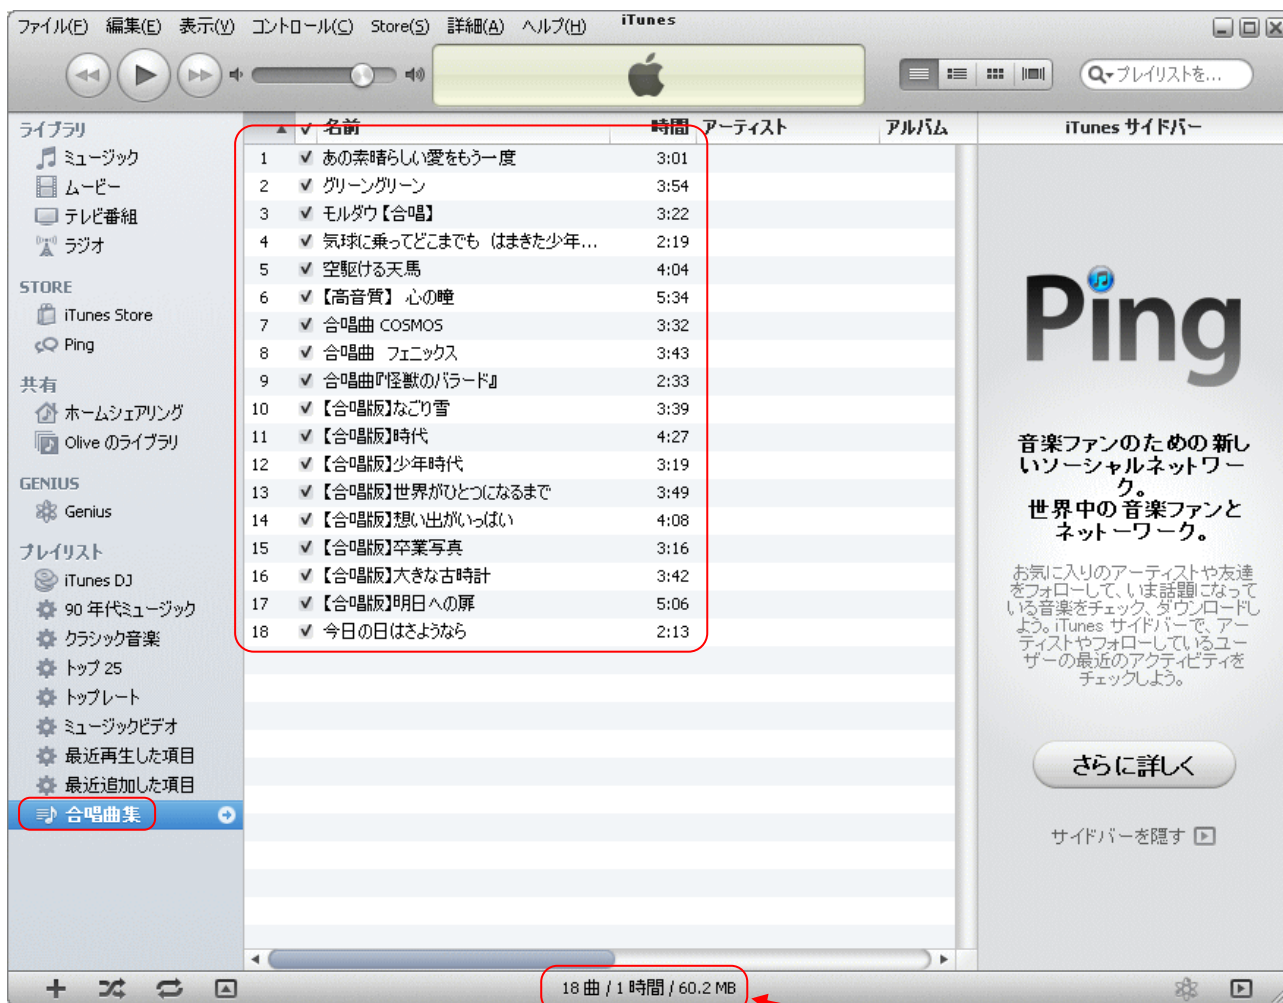 ファイル(F) 編集(E) 表示(V) コントロール(C) Store(S) 詳細(A) ヘルプ(H) iTunes
プレイリストを...
ライブラリ
ミュージック
ムービー
テレビ番組
ラジオ
STORE
iTunes Store
Ping
共有
ホームシェアリング
Olive のライブラリ
GENIUS
Genius
プレイリスト
iTunes DJ
90 年代ミュージック
クラシック音楽
トップ 25
トップレート
ミュージックビデオ
最近再生した項目
最近追加した項目
合唱曲集
名前 時間 アーティスト アルバム
1 あの素晴らしい愛をもう一度 3:01
2 グリーングリーン 3:54
3 モルダウ【合唱】 3:22
4 気球に乗ってどこまでも はまきた少年... 2:19
5 空駆ける天馬 4:04
6 【高音質】 心の瞳 5:34
7 合唱曲 COSMOS 3:32
8 合唱曲 フェニックス 3:43
9 合唱曲『怪獣のバラード』 2:33
10 【合唱版】なごり雪 3:39
11 【合唱版】時代 4:27
12 【合唱版】少年時代 3:19
13 【合唱版】世界がひとつになるまで 3:49
14 【合唱版】想い出がいっぱい 4:08
15 【合唱版】卒業写真 3:16
16 【合唱版】大きな古時計 3:42
17 【合唱版】明日への扉 5:06
18 今日の日はさようなら 2:13
iTunes サイドバー
Ping
音楽ファンのための新し
いソーシャルネットワー
ク。
世界中の音楽ファンと
ネットーワーク。
お気に入りのアーティストや友達
をフォローして、いま話題になって
いる音楽をチェック、ダウンロードし
よう。iTunes サイドバーで、アー
ティストやフォローしているユー
ザーの最近のアクティビティを
チェックしよう。
さらに詳しく
サイドバーを隠す
18 曲 / 1 時間 / 60.2 MB